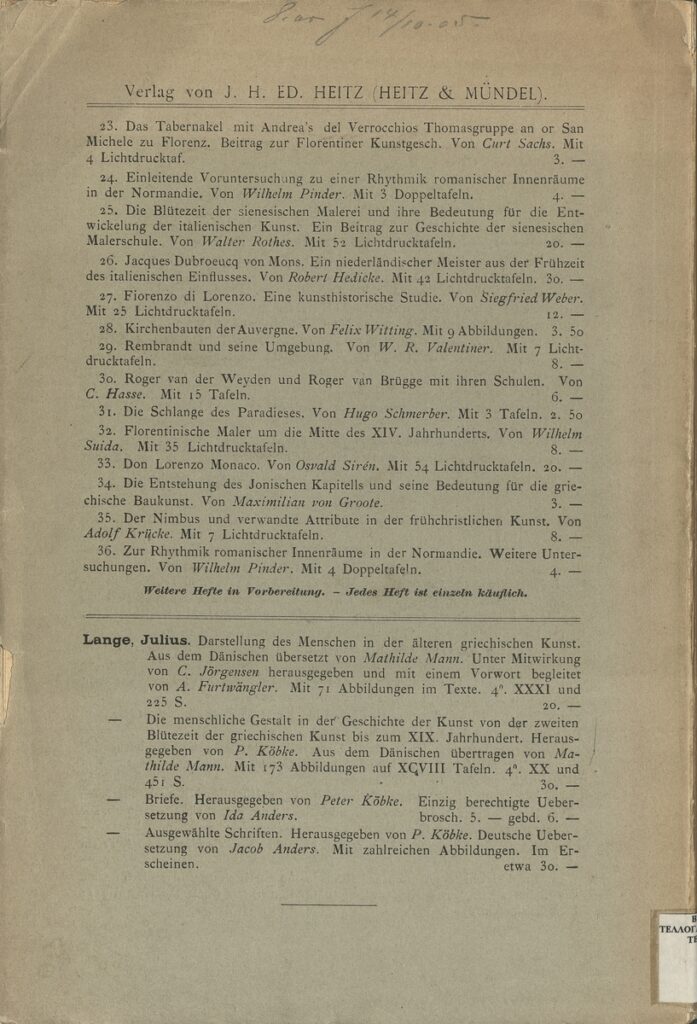 14/10.05.
Verlag von J. H. ED. HEITZ (HEITZ & MÜNDEL).
23. Das Tabernakel mit Andrea's del Verrocchios Thomasgruppe an or San
Michele zu Florenz. Beitrag zur Florentiner Kunstgesch. Von Curt Sachs. Mit
4 Lichtdrucktaf. 3. —
24. Einleitende Voruntersuchung zu einer Rhythmik romanischer Innenräume
in der Normandie. Von Wilhelm Pinder. Mit 3 Doppeltafeln. 4. —
25. Die Blütezeit der sienesischen Malerei und ihre Bedeutung für die Ent-
wickelung der italienischen Kunst. Ein Beitrag zur Geschichte der sienesischen
Malerschule. Von Walter Rothes. Mit 52 Lichtdrucktafeln. 20. —
26. Jacques Dubroeucq von Mons. Ein niederländischer Meister aus der Frühzeit
des italienischen Einflusses. Von Robert Hedicke. Mit 42 Lichtdrucktafeln. 30. —
27. Fiorenzo di Lorenzo. Eine kunsthistorische Studie. Von Siegfried Weber.
Mit 25 Lichtdrucktafeln. 12. —
28. Kirchenbauten der Auvergne. Von Felix Witting. Mit 9 Abbildungen. 3. 50
29. Rembrandt und seine Umgebung. Von W. R. Valentiner. Mit 7 Licht-
drucktafeln. 8. —
30. Roger van der Weyden und Roger van Brügge mit ihren Schulen. Von
C. Hasse. Mit 15 Tafeln. 6. —
31. Die Schlange des Paradieses. Von Hugo Schmerber. Mit 3 Tafeln. 2. 50
32. Florentinische Maler um die Mitte des XIV. Jahrhunderts. Von Wilhelm
Suida. Mit 35 Lichtdrucktafeln. 8. —
33. Don Lorenzo Monaco. Von Osvald Sirén. Mit 54 Lichtdrucktafeln. 20. —
34. Die Entstehung des Jonischen Kapitells und seine Bedeutung für die grie-
chische Baukunst. Von Maximilian von Groote. 3. —
35. Der Nimbus und verwandte Attribute in der frühchristlichen Kunst. Von
Adolf Krücke. Mit 7 Lichtdrucktafeln. 8. —
36. Zur Rhythmik romanischer Innenräume in der Normandie. Weitere Unter-
suchungen. Von Wilhelm Pinder. Mit 4 Doppeltafeln. 4. —
Weitere Hefte in Vorbereitung. – Jedes Heft ist einzeln käuflich.
Lange, Julius. Darstellung des Menschen in der älteren griechischen Kunst.
Aus dem Dänischen übersetzt von Mathilde Mann. Unter Mitwirkung
von C. Jörgensen herausgegeben und mit einem Vorwort begleitet
von A. Furtwängler. Mit 71 Abbildungen im Texte. 4°. XXXI und
225 S. 20. —
— Die menschliche Gestalt in der Geschichte der Kunst von der zweiten
Blütezeit der griechischen Kunst bis zum XIX. Jahrhundert. Heraus-
gegeben von P. Köbke. Aus dem Dänischen übertragen von Ma-
thilde Mann. Mit 173 Abbildungen auf XCVIII Tafeln. 4°. XX und
451 S. 30. —
— Briefe. Herausgegeben von Peter Köbke. Einzig berechtigte Ueber-
setzung von Ida Anders. brosch. 5. — gebd. 6. —
— Ausgewählte Schriften. Herausgegeben von P. Köbke. Deutsche Ueber-
setzung von Jacob Anders. Mit zahlreichen Abbildungen. Im Er-
scheinen. etwa 30. —